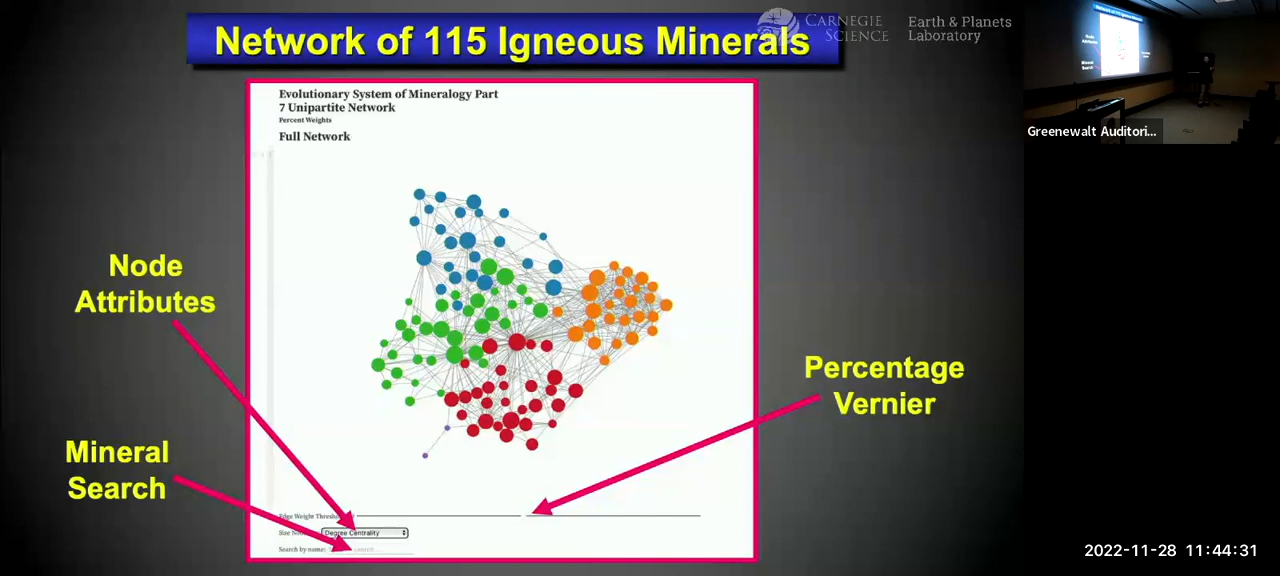 Network of 115 Igneous Minerals
CARNEGIE
SCIENCE
Earth & Planets
Laboratory
Evolutionary System of Mineralogy Part
7 Unipartite Network
Percent Weights
Full Network
Node
Attributes
Mineral
Search
Percentage
Vernier
Edge Weight
Degree Centrality
Search by name:
Greenewalt Auditori...
2022-11-28 11:44:31